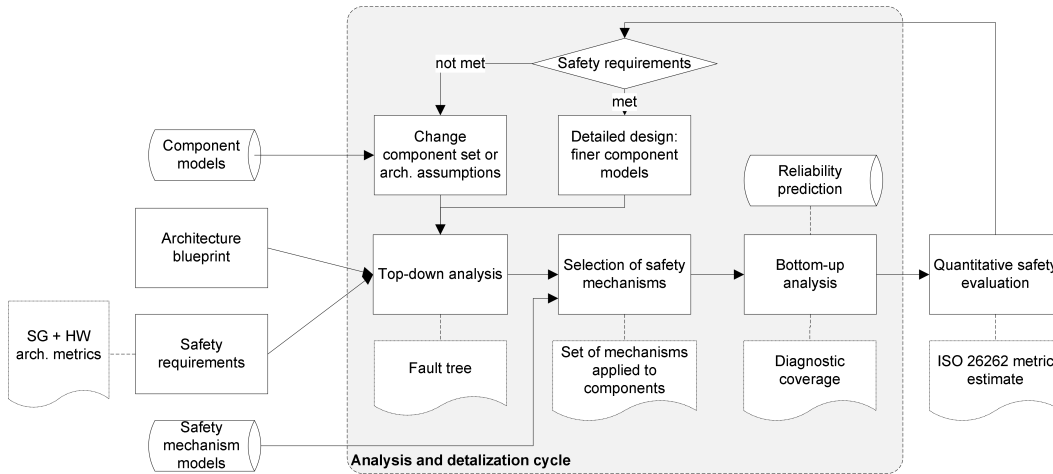 Safety requirements
not met
met
Component
models
Change
component set or
arch. assumptions
Detailed design:
finer component
models
Reliability
prediction
Architecture
blueprint
Top-down analysis
Selection of safety
mechanisms
Bottom-up
analysis
Quantitative safety
evaluation
SG + HW
arch. metrics
Safety
requirements
Fault tree
Set of mechanisms
applied to
components
Diagnostic
coverage
ISO 26262 metric
estimate
Safety
mechanism
models
Analysis and detalization cycle